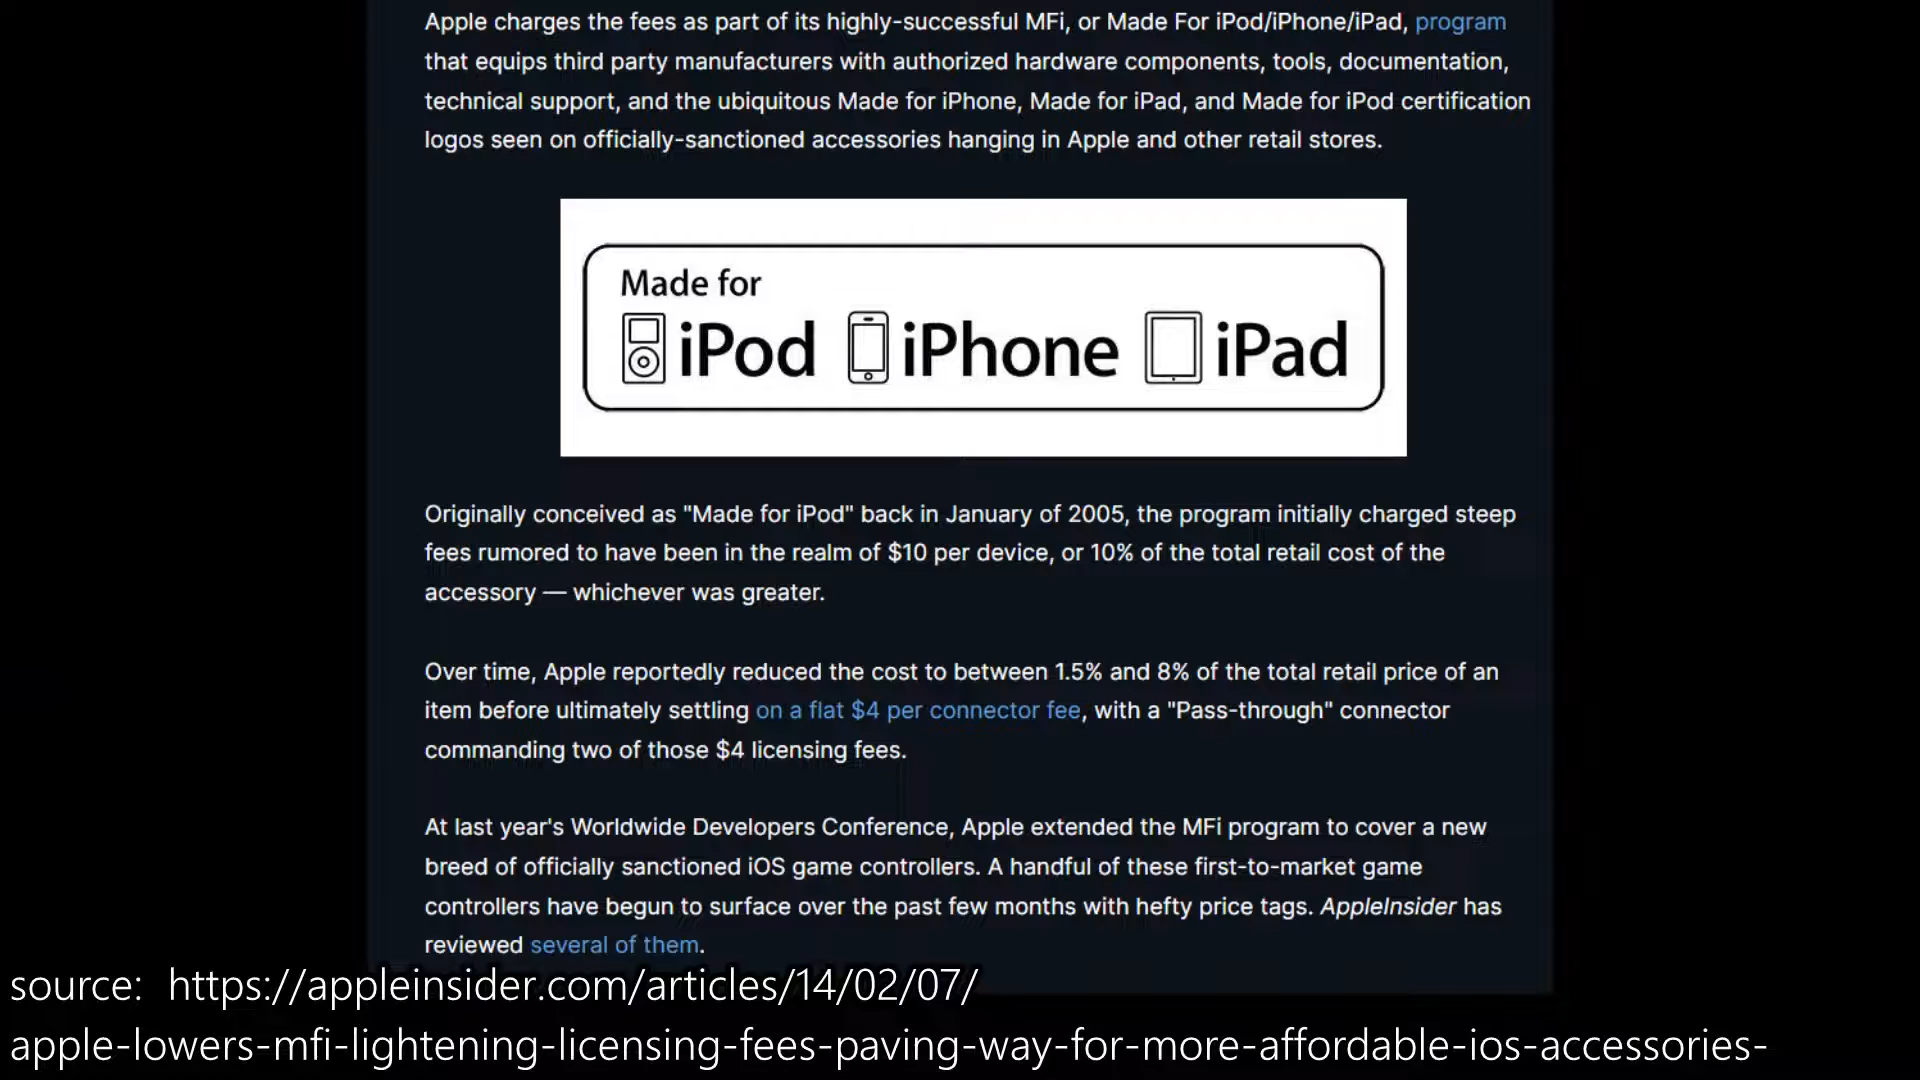 Apple charges the fees as part of its highly-successful MFi, or Made For iPod/iPhone/iPad, program
that equips third party manufacturers with authorized hardware components, tools, documentation,
technical support, and the ubiquitous Made for iPhone, Made for iPad, and Made for iPod certification
logos seen on officially-sanctioned accessories hanging in Apple and other retail stores.
Made for
iPod iPhone iPad
Originally conceived as "Made for iPod" back in January of 2005, the program initially charged steep
fees rumored to have been in the realm of $10 per device, or 10% of the total retail cost of the
accessory — whichever was greater.
Over time, Apple reportedly reduced the cost to between 1.5% and 8% of the total retail price of an
item before ultimately settling on a flat $4 per connector fee, with a "Pass-through" connector
commanding two of those $4 licensing fees.
At last year's Worldwide Developers Conference, Apple extended the MFi program to cover a new
breed of officially sanctioned iOS game controllers. A handful of these first-to-market game
controllers have begun to surface over the past few months with hefty price tags. AppleInsider has
reviewed several of them.
source: https://appleinsider.com/articles/14/02/07/
apple-lowers-mfi-lightening-licensing-fees-paving-way-for-more-affordable-ios-accessories-